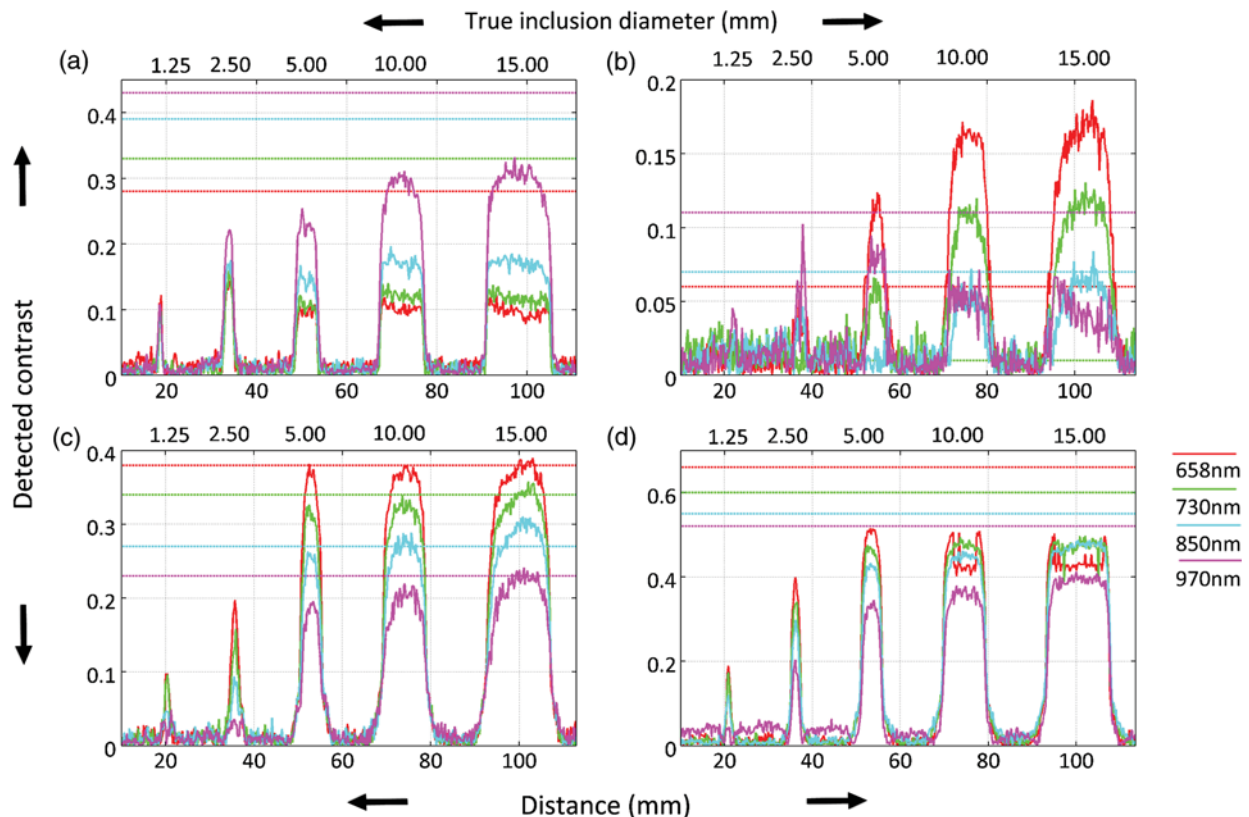 True inclusion diameter (mm)
(a)
1.25 2.50 5.00 10.00 15.00
0.4
0.3
0.2
0.1
0
20 40 60 80 100
(b)
1.25 2.50 5.00 10.00 15.00
0.2
0.15
0.1
0.05
0
20 40 60 80 100
Detected contrast
(c)
1.25 2.50 5.00 10.00 15.00
0.4
0.3
0.2
0.1
0
20 40 60 80 100
(d)
1.25 2.50 5.00 10.00 15.00
0.6
0.4
0.2
0
20 40 60 80 100
658nm
730nm
850nm
970nm
Distance (mm)